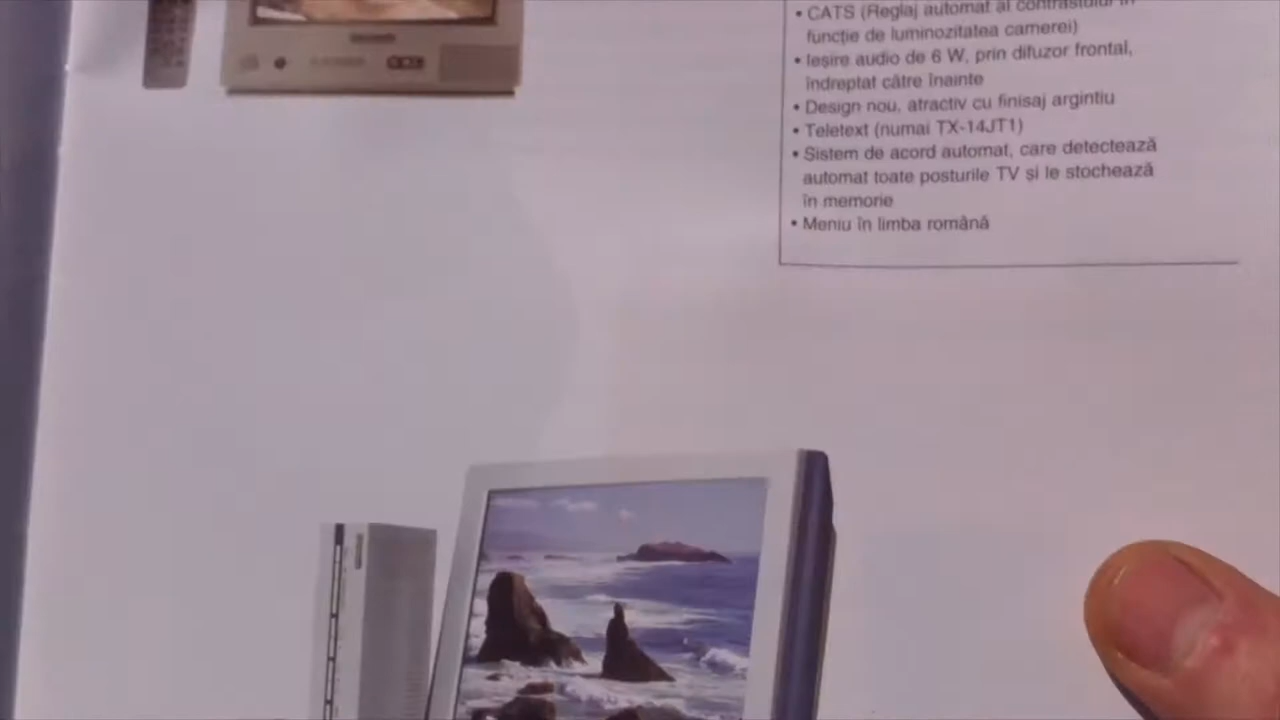 • CATS (Reglaj automat al contrastului în
funcție de luminozitatea camerei)
• Ieșire audio de 6 W, prin difuzor frontal,
îndreptat către înainte
• Design nou, atractiv cu finisaj argintiu
• Teletext (numai TX-14JT1)
• Sistem de acord automat, care detectează
automat toate posturile TV și le stochează
în memorie
• Meniu în limba română